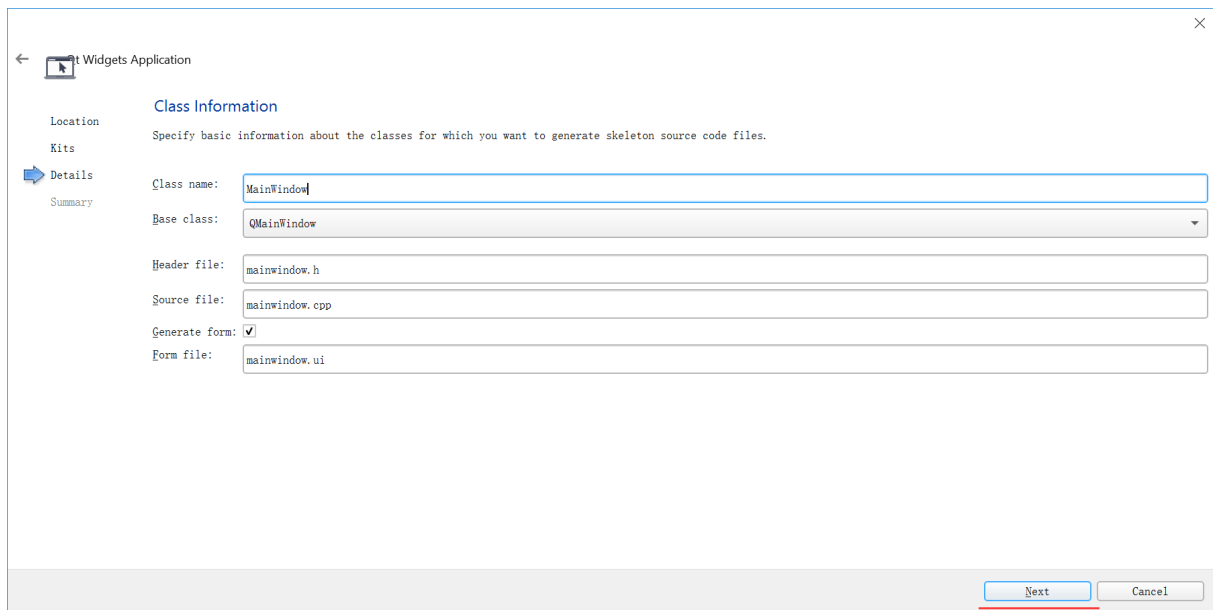 Qt Widgets Application
Location
Kits
Details
Summary
Class Information
Specify basic information about the classes for which you want to generate skeleton source code files.
Class name: MainWindow
Base class: QMainWindow
Header file: mainwindow.h
Source file: mainwindow.cpp
Generate form:
Form file: mainwindow.ui
Next Cancel